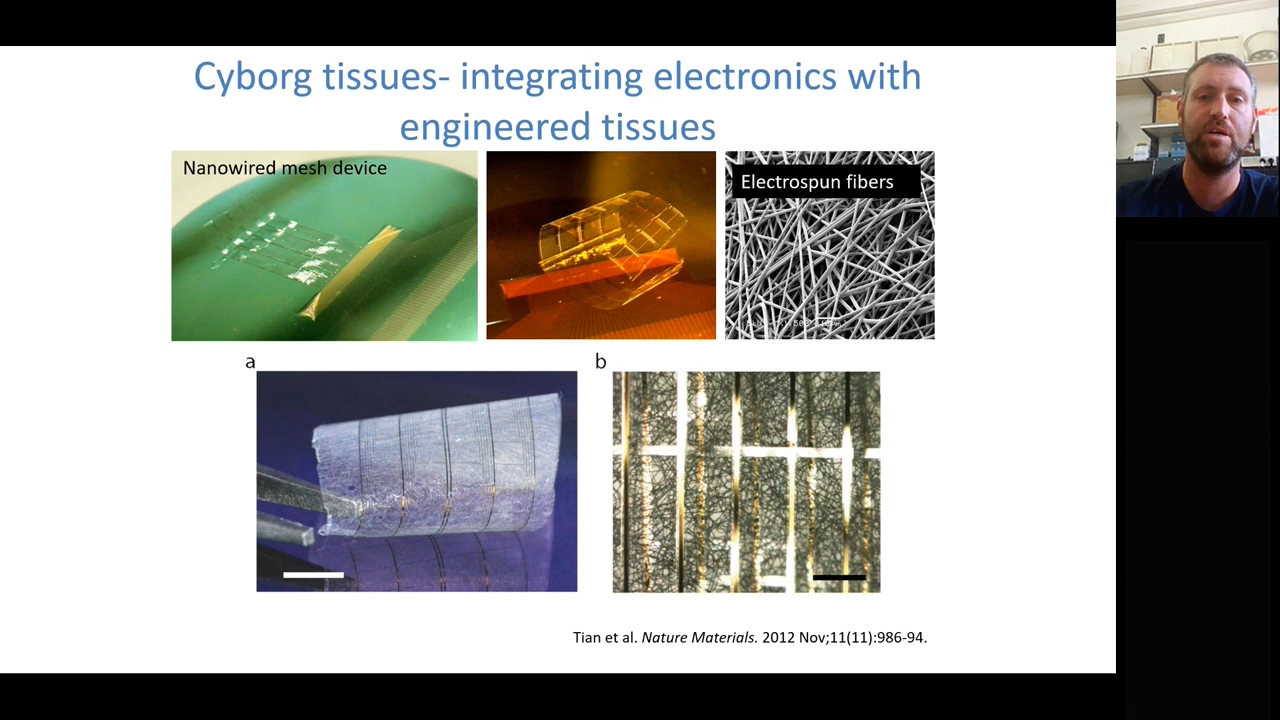 Cyborg tissues- integrating electronics with
engineered tissues
Nanowired mesh device
Electrospun fibers
a
b
Tian et al. Nature Materials. 2012 Nov;11(11):986-94.